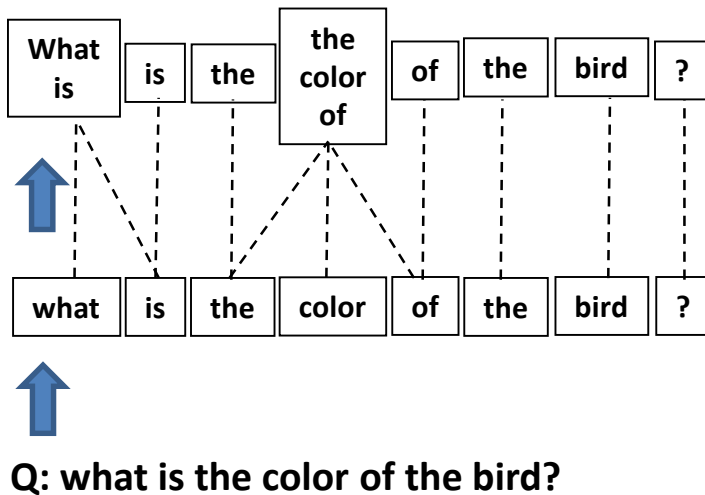 What
is
is
the
the
color
of
of
the
bird
?
what
is
the
color
of
the
bird
?
Q: what is the color of the bird?